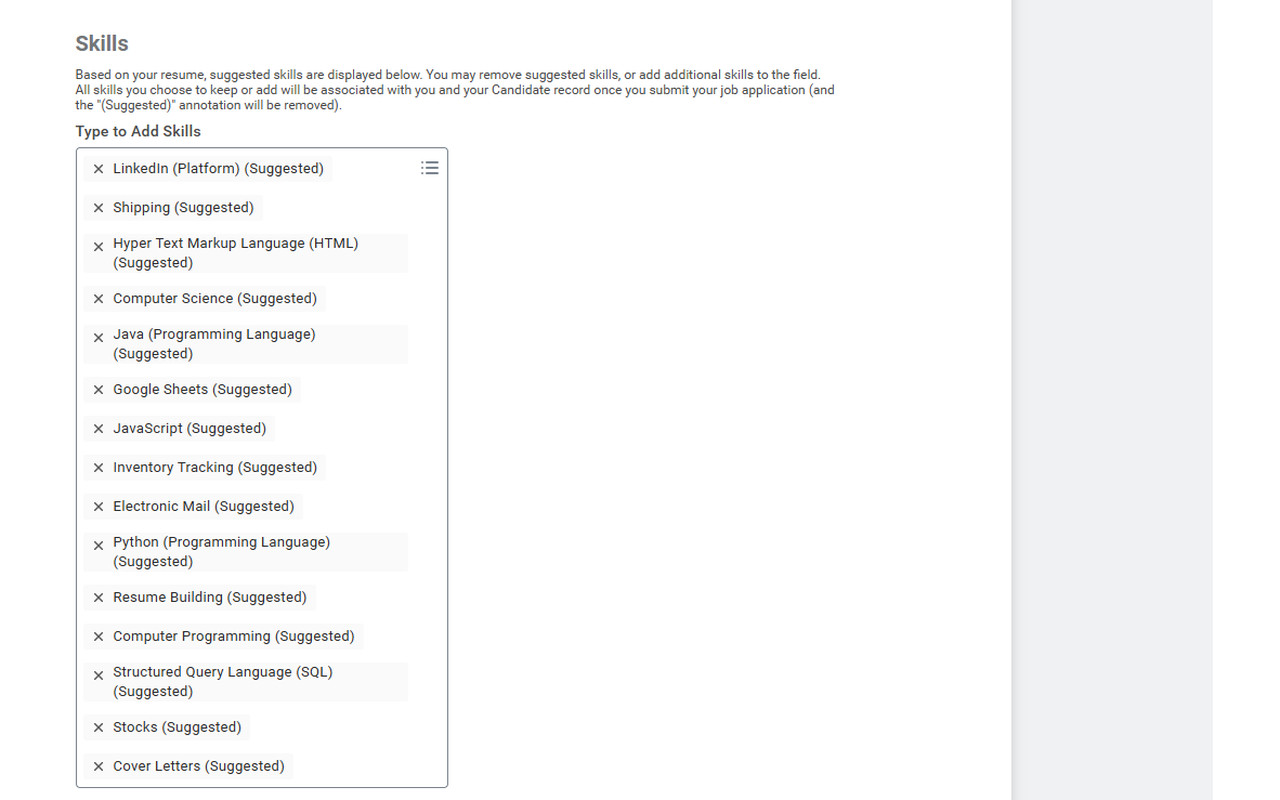 Skills
Based on your resume, suggested skills are displayed below. You may remove suggested skills, or add additional skills to the field.
All skills you choose to keep or add will be associated with you and your Candidate record once you submit your job application (and
the "(Suggested)" annotation will be removed).
Type to Add Skills
LinkedIn (Platform) (Suggested)
Shipping (Suggested)
Hyper Text Markup Language (HTML)
(Suggested)
Computer Science (Suggested)
Java (Programming Language)
(Suggested)
Google Sheets (Suggested)
JavaScript (Suggested)
Inventory Tracking (Suggested)
Electronic Mail (Suggested)
Python (Programming Language)
(Suggested)
Resume Building (Suggested)
Computer Programming (Suggested)
Structured Query Language (SQL)
(Suggested)
Stocks (Suggested)
Cover Letters (Suggested)